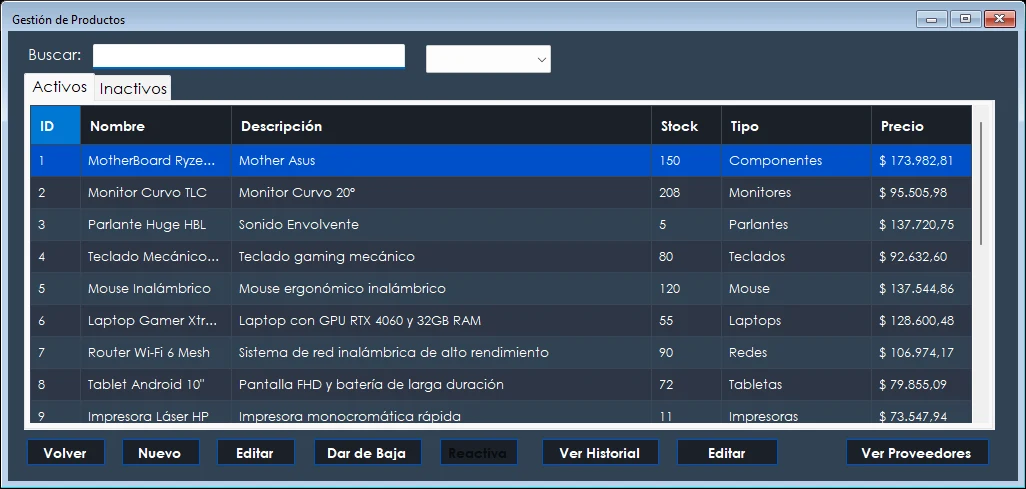 Gestión de Productos
Buscar:
Activos Inactivos
ID Nombre Descripción Stock Tipo Precio
1 MotherBoard Ryze... Mother Asus 150 Componentes $ 173.982,81
2 Monitor Curvo TLC Monitor Curvo 20° 208 Monitores $ 95.505,98
3 Parlante Huge HBL Sonido Envolvente 5 Parlantes $ 137.720,75
4 Teclado Mecánico... Teclado gaming mecánico 80 Teclados $ 92.632,60
5 Mouse Inalámbrico Mouse ergonómico inalámbrico 120 Mouse $ 137.544,86
6 Laptop Gamer Xtr... Laptop con GPU RTX 4060 y 32GB RAM 55 Laptops $ 128.600,48
7 Router Wi-Fi 6 Mesh Sistema de red inalámbrica de alto rendimiento 90 Redes $ 106.974,17
8 Tablet Android 10" Pantalla FHD y batería de larga duración 72 Tabletas $ 79.855,09
9 Impresora Láser HP Impresora monocromática rápida 11 Impresoras $ 73.547,94
Volver Nuevo Editar Dar de Baja Reactiva Ver Historial Editar Ver Proveedores